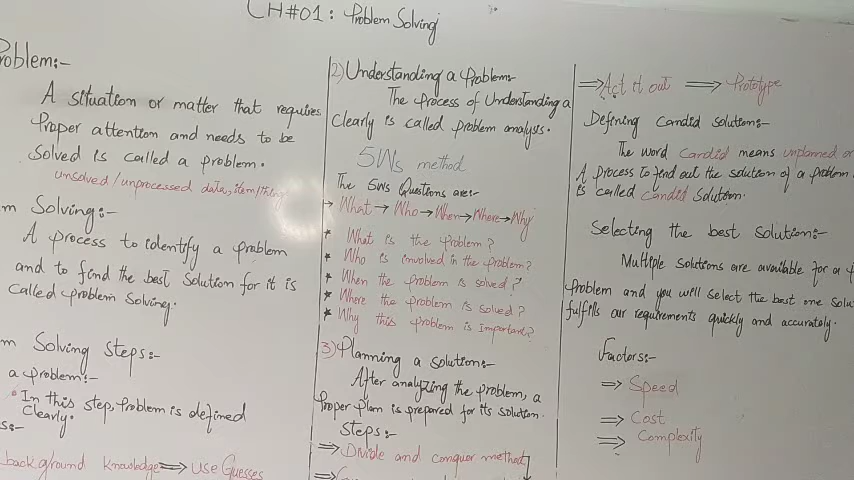 CH#01: Problem Solving
Problem:-
A situation or matter that requires
Proper attention and needs to be
Solved is called a problem.
unsolved/unprocessed data, item/thing
m Solving:-
A process to identify a problem
and to find the best solution for it is
Called problem solving.
m Solving Steps:-
a problem:-
In this step, Problem is defined
Clearly.
s:-
background knowledge ⇒ Use Guesses
2) Understanding a Problem:-
The process of Understanding a
Clearly is called problem analysis.
5Ws method
The 5Ws Questions are:-
→ What → Who → When → Where → Why
* What is the problem?
* Who is involved in the problem?
* When the problem is solved?
* Where the problem is solved?
* Why this problem is Important?
3) Planning a solution:-
After analyzing the problem, a
Proper Plan is prepared for its solution.
Steps:-
⇒ Divide and conquer method
⇒
⇒ Act it out ⇒ Prototype
Defining Candid Solution:-
The word Candid means unplanned or
A process to find out the solution of a problem
is called Candid Solution.
Selecting the best solution:-
Multiple solutions are available for a
Problem and you will select the best one
fulfills our requirements quickly and accurately.
Factors:-
⇒ Speed
⇒ Cost
⇒ Complexity